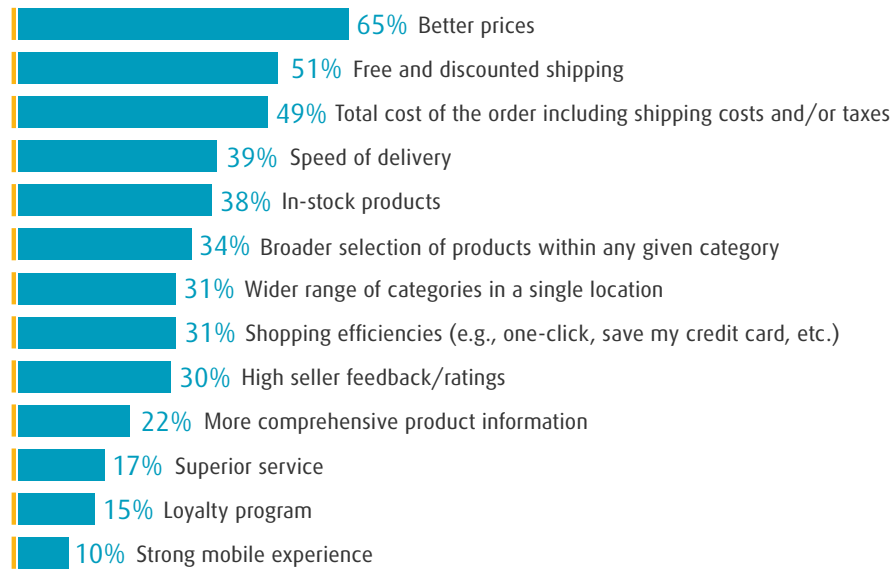 65% Better prices
51% Free and discounted shipping
49% Total cost of the order including shipping costs and/or taxes
39% Speed of delivery
38% In-stock products
34% Broader selection of products within any given category
31% Wider range of categories in a single location
31% Shopping efficiencies (e.g., one-click, save my credit card, etc.)
30% High seller feedback/ratings
22% More comprehensive product information
17% Superior service
15% Loyalty program
10% Strong mobile experience